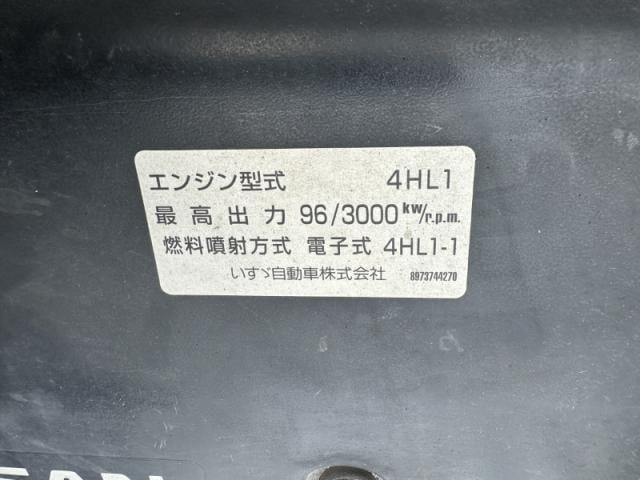 エンジン型式 4HL1
最高出力 96/3000 kw/r.p.m.
燃料噴射方式 電子式 4HL1-1
いすゞ自動車株式会社 8973744270